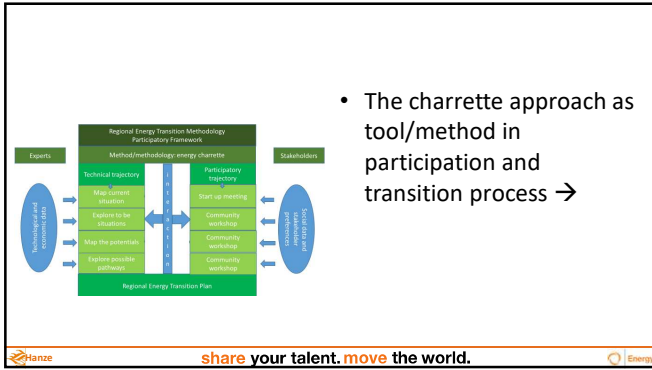 Regional Energy Transition Methodology
Participatory Framework
Experts
Method/methodology: energy charrette
Stakeholders
Technical trajectory
Participatory
trajectory
Interaction
Map current
situation
Start up meeting
Explore to be
situations
Community
workshop
Map the potentials
Community
workshop
Explore possible
pathways
Community
workshop
Technological and
economic data
Social data and
stakeholder
preferences
Regional Energy Transition Plan
• The charrette approach as
tool/method in
participation and
transition process →
Hanze
share your talent. move the world.
Energy